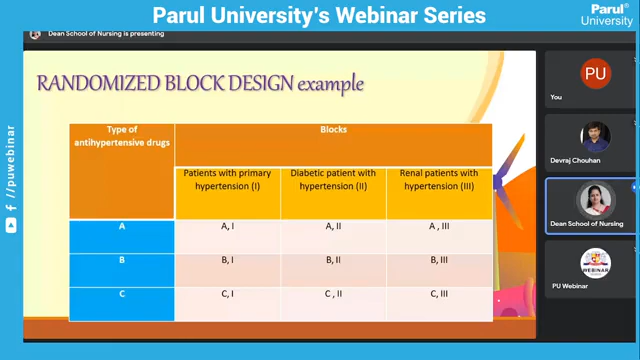 Parul University's Webinar Series
Parul®
University
Dean School of Nursing is presenting
RANDOMIZED BLOCK DESIGN example
Type of
antihypertensive drugs
Blocks
Patients with primary
hypertension (I)
Diabetic patient with
hypertension (II)
Renal patients with
hypertension (III)
A
A, I
A, II
A , III
B
B, I
B, II
B, III
C
C, I
C , II
C, III
/puwebinar
PU
You
Devraj Chouhan
Dean School of Nursing
WEBINAR
PU Webinar